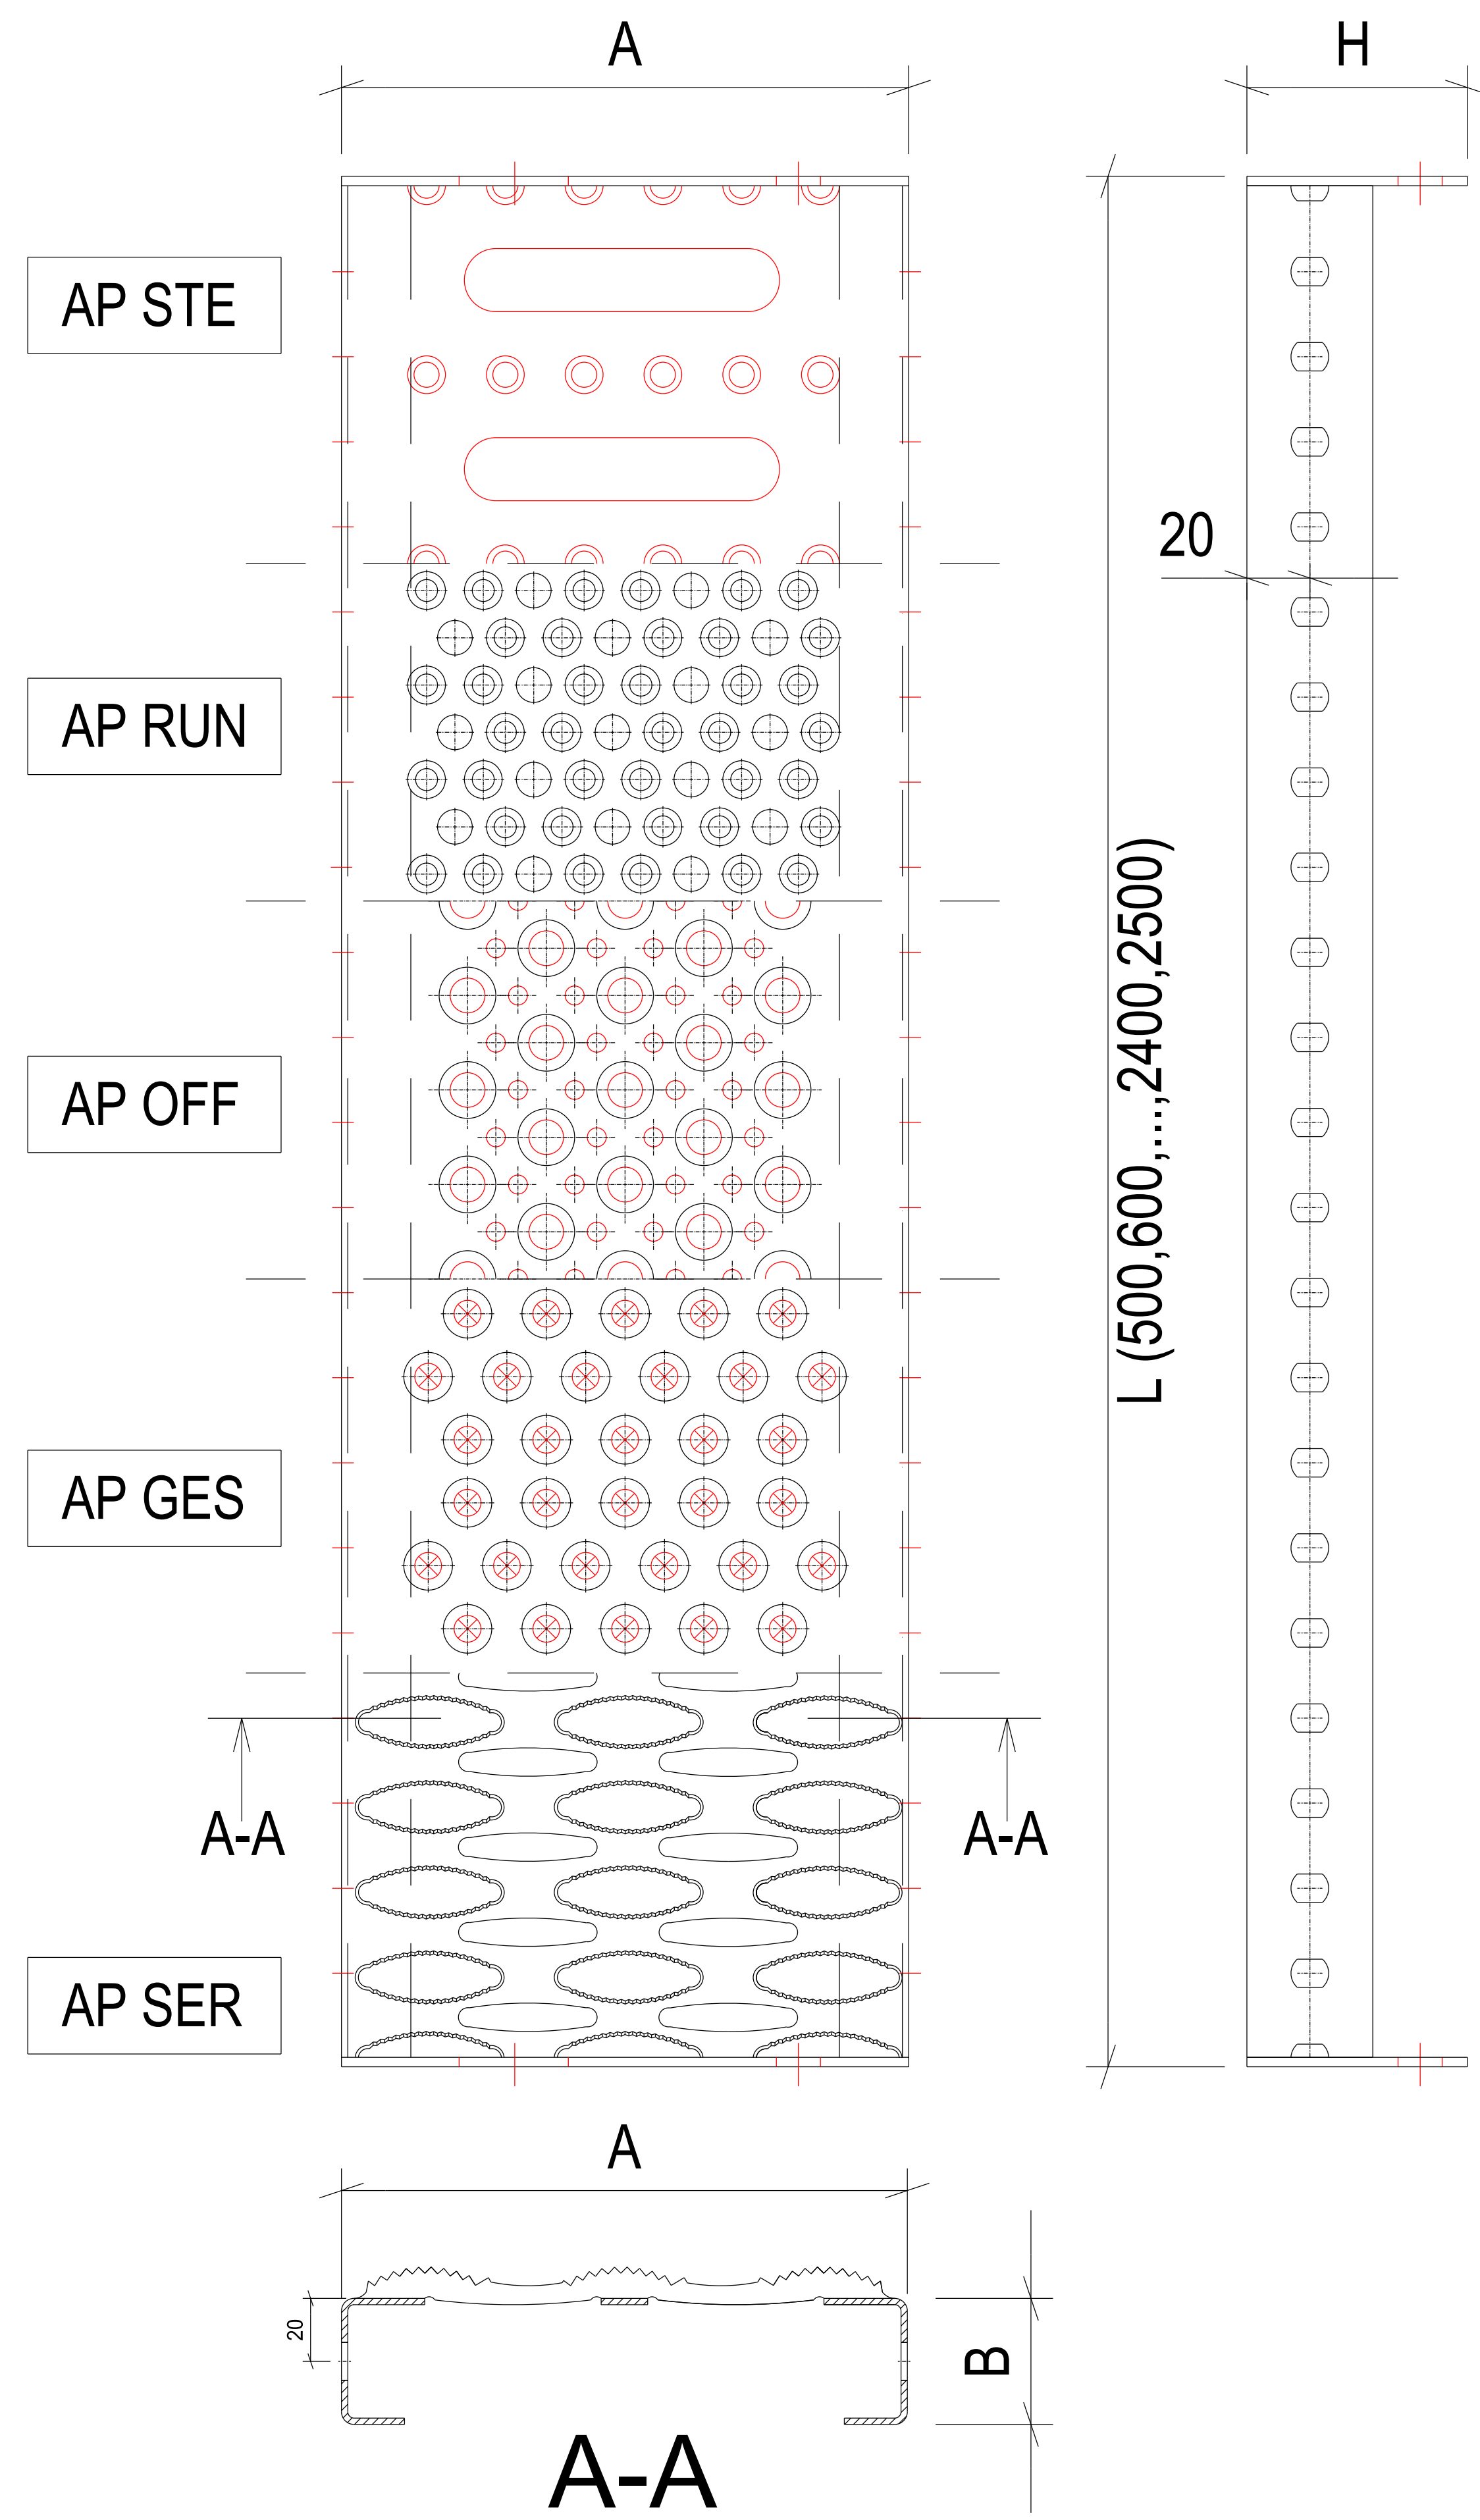 A
H
AP STE
20
AP RUN
L (500,600,...,2400,2500)
AP OFF
AP GES
A-A
A-A
AP SER
A
20
B
A-A